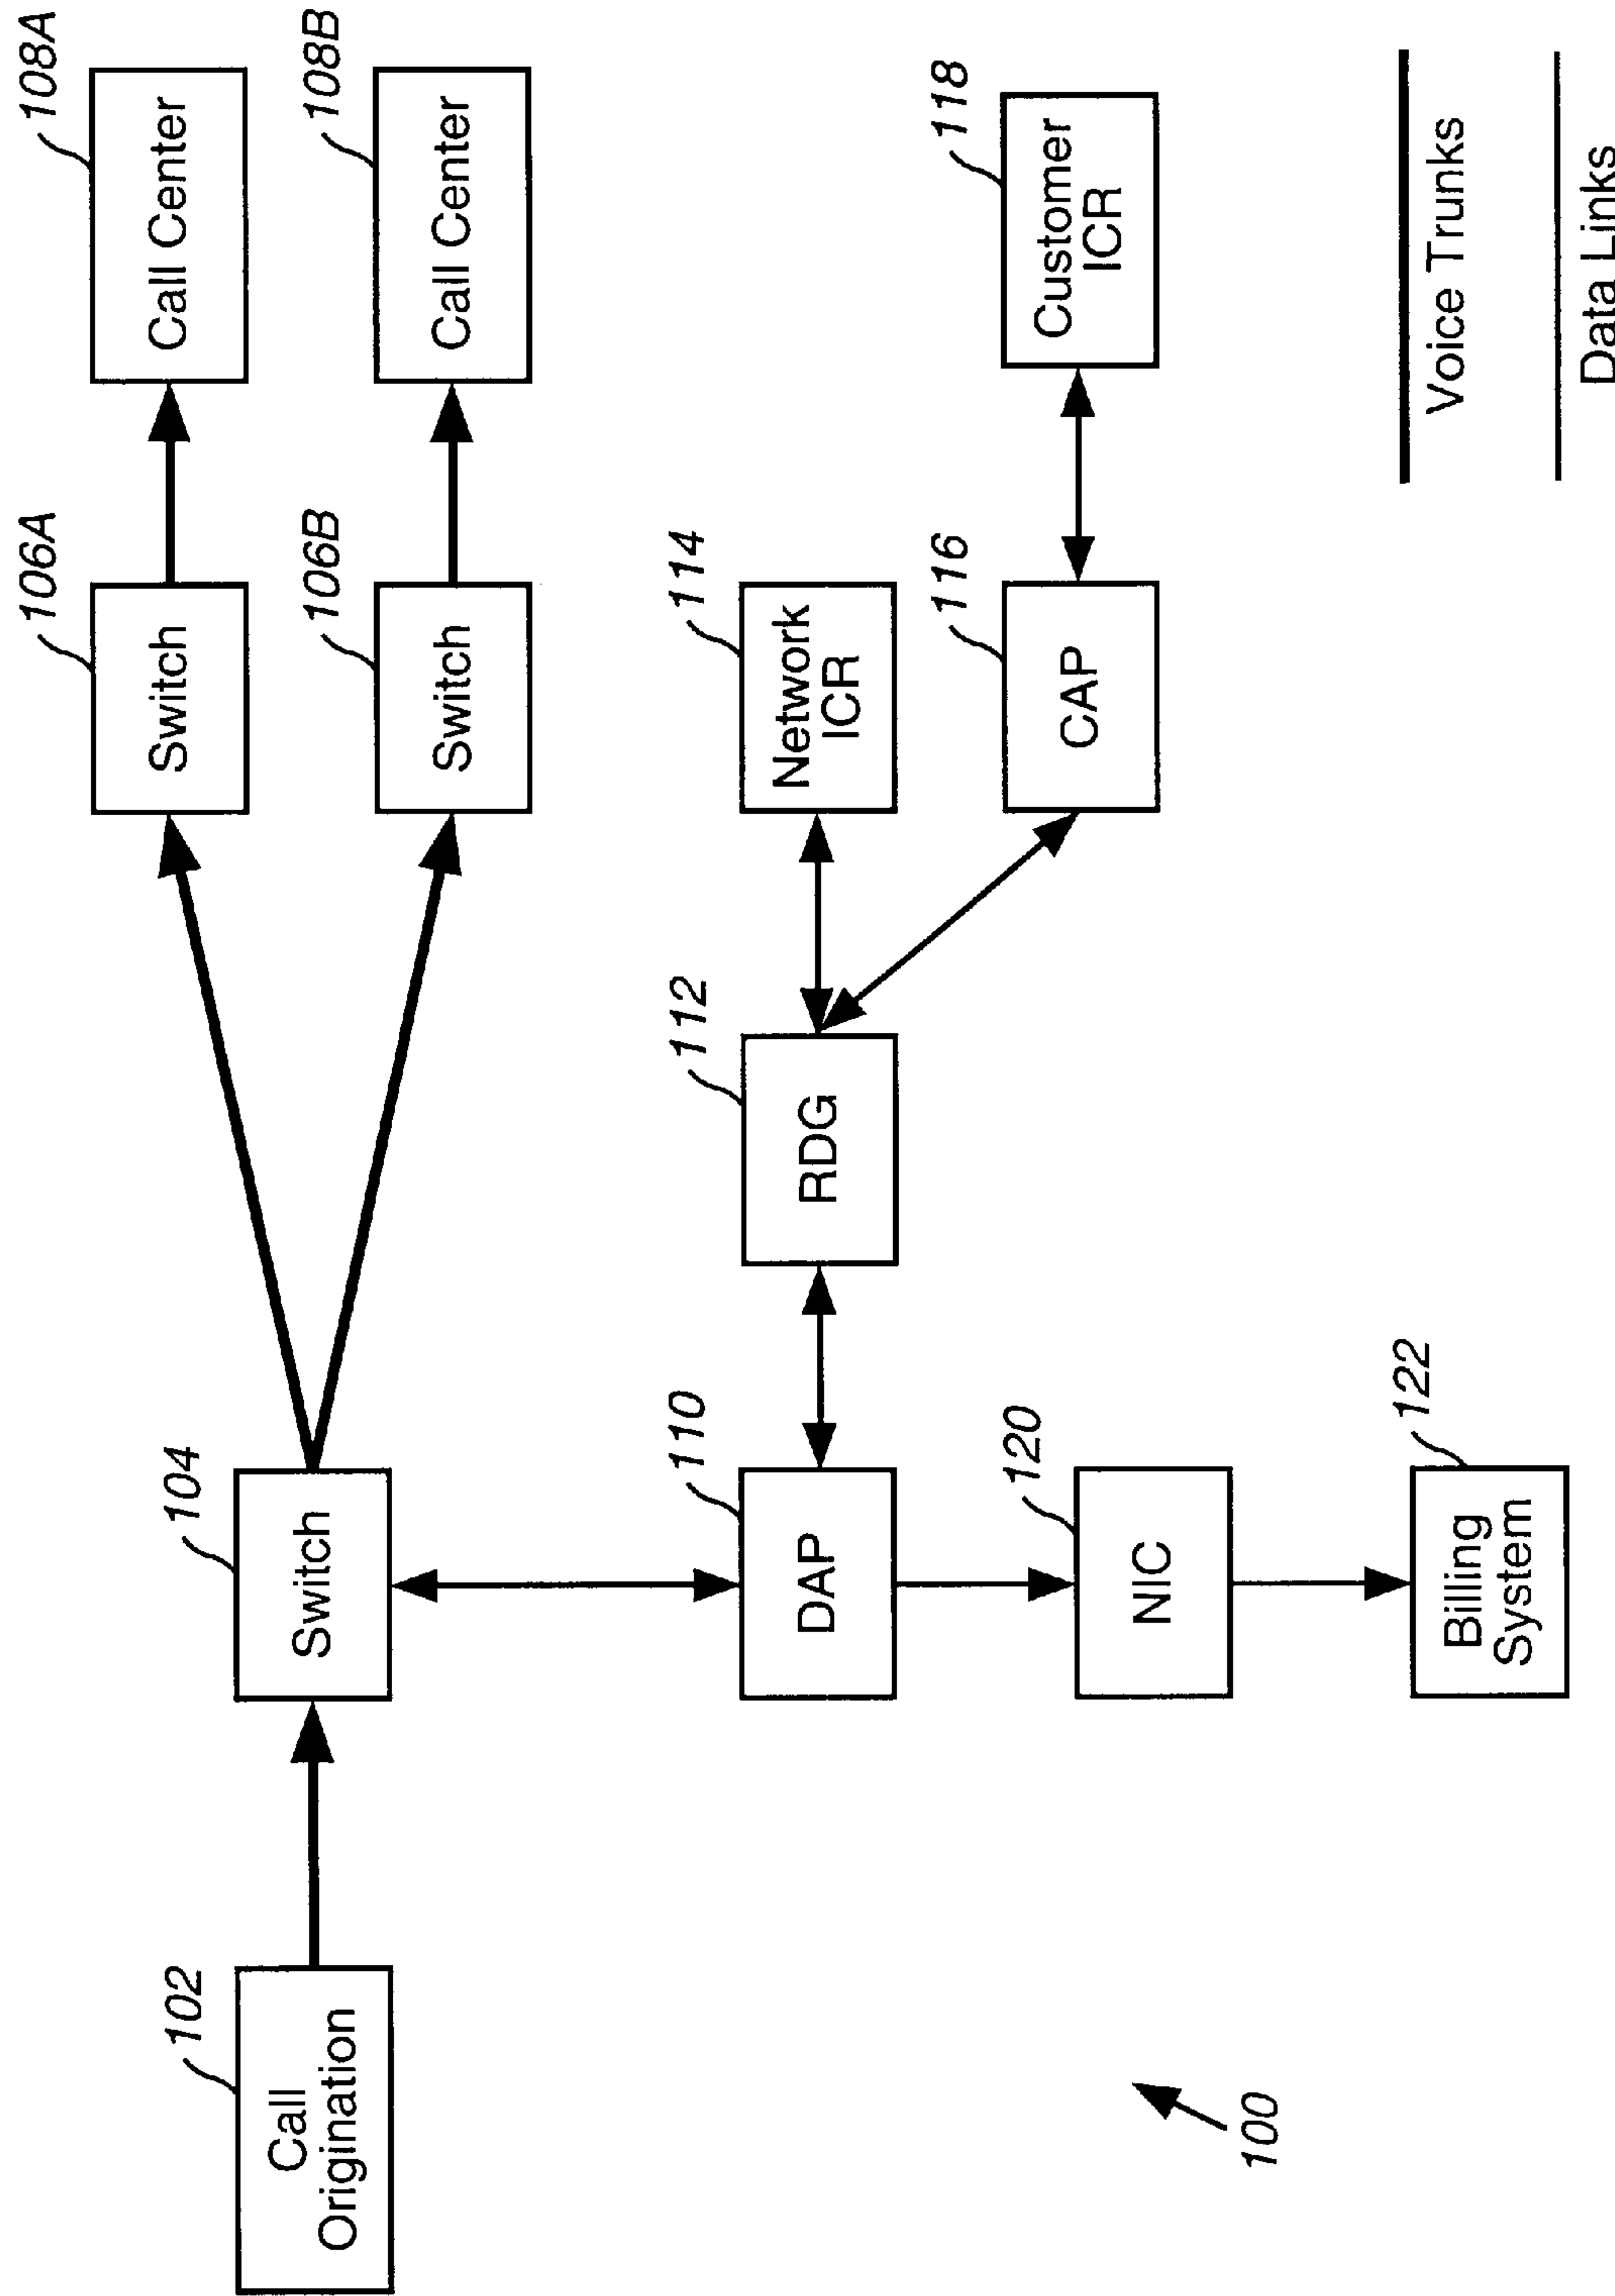 108A
Call Center
108B
Call Center
106A
Switch
106B
Switch
118
Customer
ICR
114
Network
ICR
116
CAP
112
RDG
104
Switch
110
DAP
120
NIC
122
Billing
System
102
Call
Origination
100
Voice Trunks
Data Links